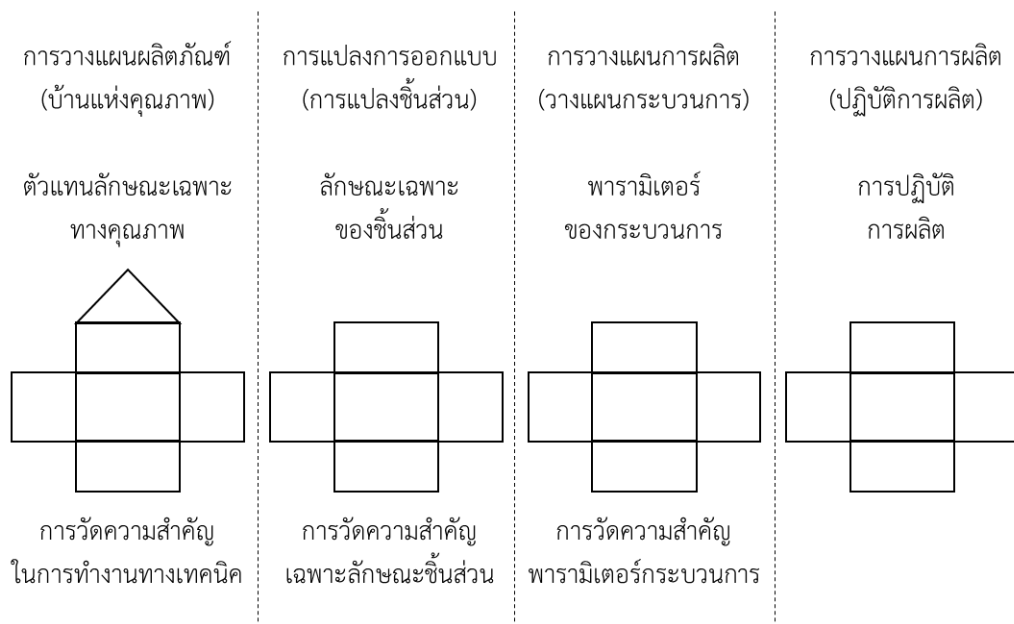 การวางแผนผลิตภัณฑ์
(บ้านแห่งคุณภาพ)
ตัวแทนลักษณะเฉพาะ
ทางคุณภาพ
การวัดความสำคัญ
ในการทำงานทางเทคนิค
การแปลงการออกแบบ
(การแปลงชิ้นส่วน)
ลักษณะเฉพาะ
ของชิ้นส่วน
การวัดความสำคัญ
เฉพาะลักษณะชิ้นส่วน
การวางแผนการผลิต
(วางแผนกระบวนการ)
พารามิเตอร์
ของกระบวนการ
การวัดความสำคัญ
พารามิเตอร์กระบวนการ
การวางแผนการผลิต
(ปฏิบัติการผลิต)
การปฏิบัติ
การผลิต